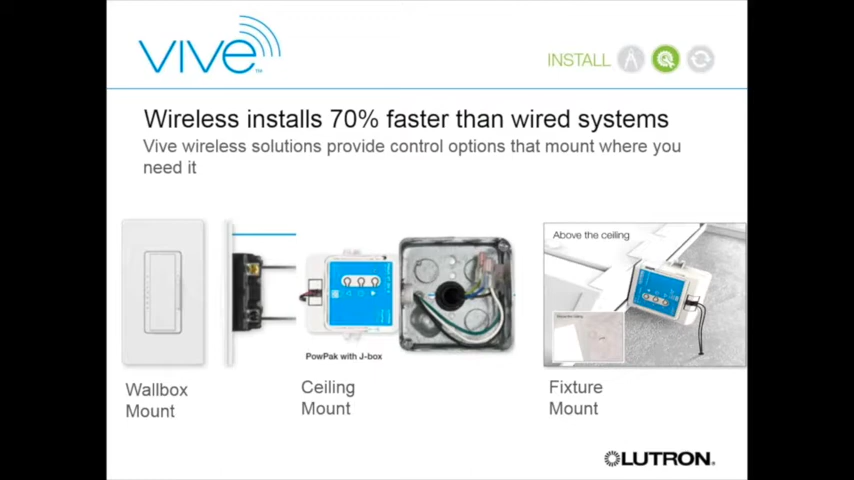 vive™
INSTALL
Wireless installs 70% faster than wired systems
Vive wireless solutions provide control options that mount where you
need it
Above the ceiling
PowPak with J-box
Wallbox
Mount
Ceiling
Mount
Fixture
Mount
LUTRON.